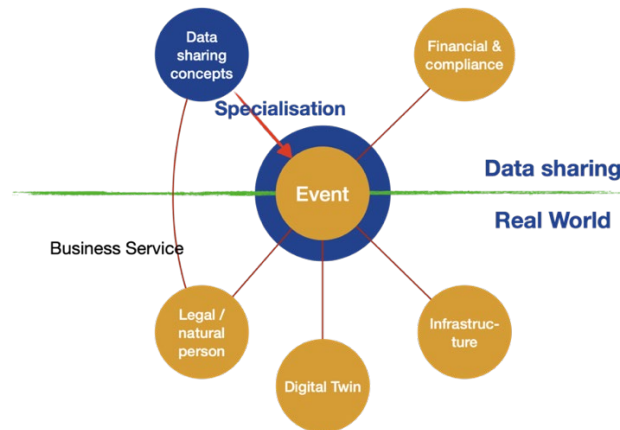 Data
sharing
concepts
Financial &
compliance
Specialisation
Data sharing
Event
Real World
Business Service
Legal /
natural
person
Infrastruc-
ture
Digital Twin